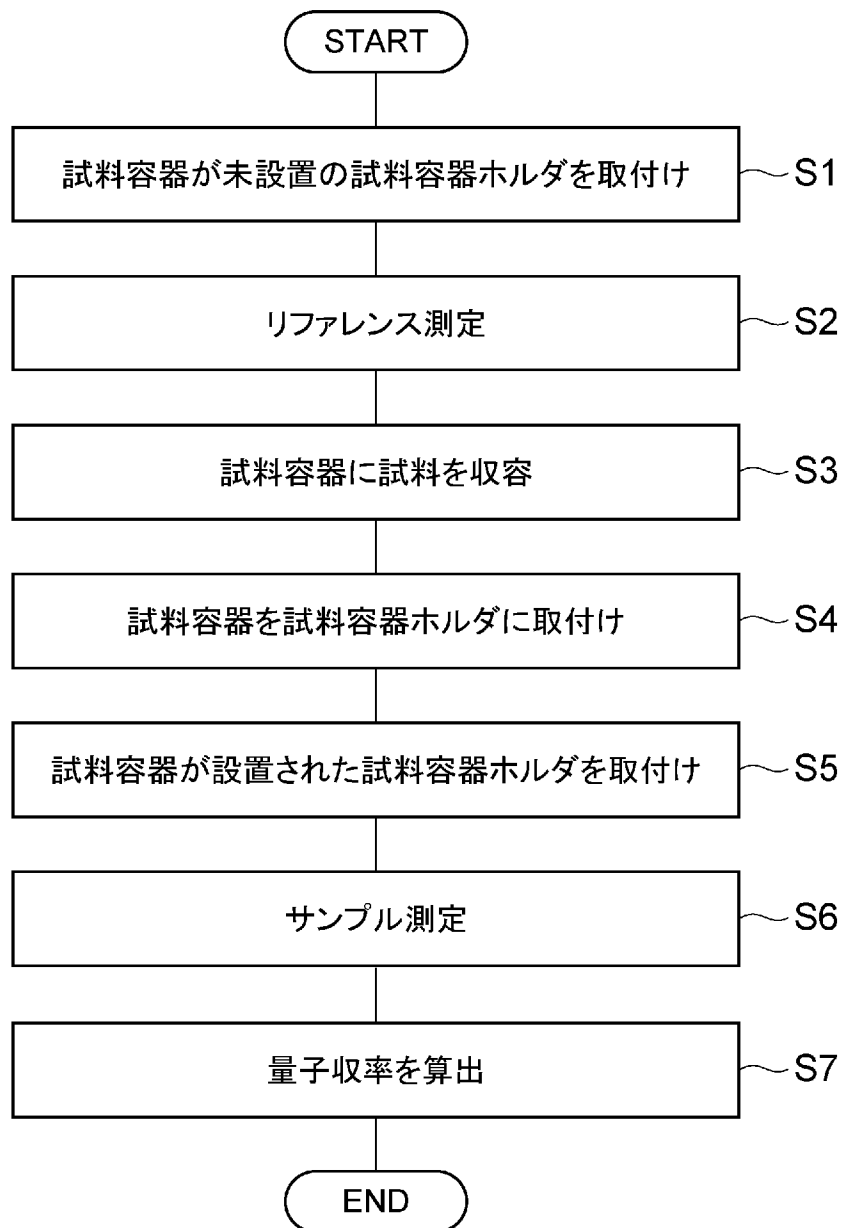 START
試料容器が未設置の試料容器ホルダを取付け S1
リファレンス測定 S2
試料容器に試料を収容 S3
試料容器を試料容器ホルダに取付け S4
試料容器が設置された試料容器ホルダを取付け S5
サンプル測定 S6
量子収率を算出 S7
END